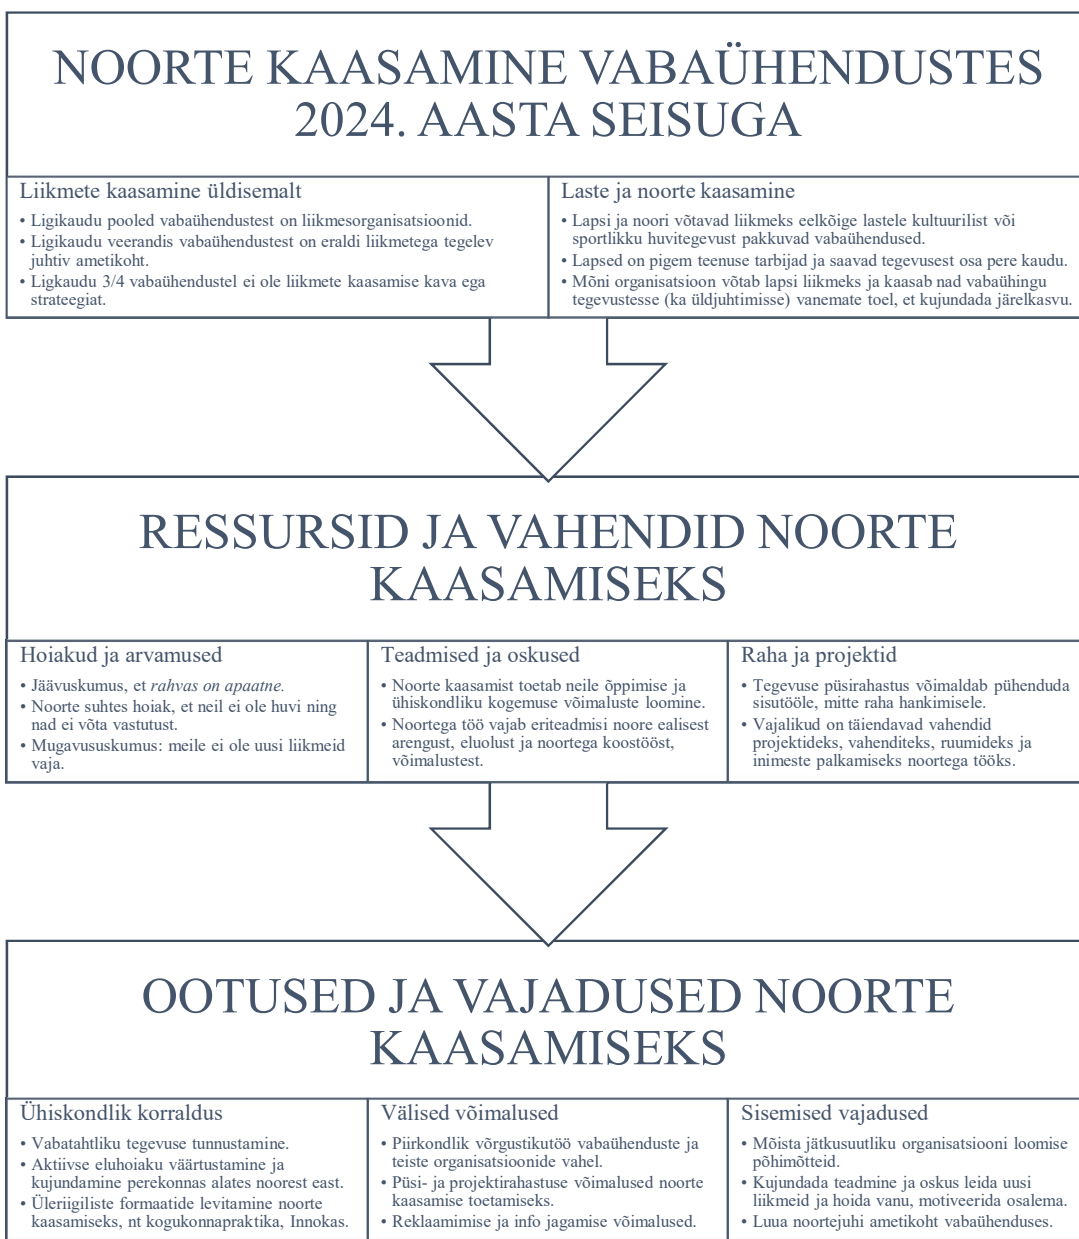 NOORTE KAASAMINE VABAÜHENDUSTES
2024. AASTA SEISUGA
Liikmete kaasamine üldisemalt
• Ligikaudu pooled vabaühendustest on liikmesorganisatsioonid.
• Ligikaudu veerandis vabaühendustest on eraldi liikmetega tegelev
juhtiv ametikoht.
• Ligkaudu 3/4 vabaühendustel ei ole liikmete kaasamise kava ega
strateegiat.
Laste ja noorte kaasamine
• Lapsi ja noori võtavad liikmeks eelkõige lastele kultuurilist või
sportlikku huvitegevust pakkuvad vabaühendused.
• Lapsed on pigem teenuse tarbijad ja saavad tegevusest osa pere kaudu.
• Mõni organisatsioon võtab lapsi liikmeks ja kaasab nad vabaühingu
tegevustesse (ka üldjuhtimisse) vanemate toel, et kujundada järelkasvu.
RESSURSID JA VAHENDID NOORTE
KAASAMISEKS
Hoiakud ja arvamused
• Jäävuskumus, et rahvas on apaatne.
• Noorte suhtes hoiak, et neil ei ole huvi ning
nad ei võta vastutust.
• Mugavususkumus: meile ei ole uusi liikmeid
vaja.
Teadmised ja oskused
• Noorte kaasamist toetab neile õppimise ja
ühiskondliku kogemuse võimaluste loomine.
• Noortega töö vajab eriteadmisi noore ealisest
arengust, eluolust ja noortega koostööst,
võimalustest.
Raha ja projektid
• Tegevuse püsirahastus võimaldab pühenduda
sisutööle, mitte raha hankimisele.
• Vajalikud on täiendavad vahendid
projektideks, vahenditeks, ruumideks ja
inimeste palkamiseks noortega tööks.
OOTUSED JA VAJADUSED NOORTE
KAASAMISEKS
Ühiskondlik korraldus
• Vabatahtliku tegevuse tunnustamine.
• Aktiivse eluhoiaku väärtustamine ja
kujundamine perekonnas alates noorest east.
• Üleriigiliste formaatide levitamine noorte
kaasamiseks, nt kogukonnapraktika, Innokas.
Välised võimalused
• Piirkondlik võrgustikutöö vabaühenduste ja
teiste organisatsioonide vahel.
• Püsi- ja projektirahastuse võimalused noorte
kaasamise toetamiseks.
• Reklaamimise ja info jagamise võimalused.
Sisemised vajadused
• Mõista jätkusuutliku organisatsiooni loomise
põhimõtteid.
• Kujundada teadmine ja oskus leida uusi
liikmeid ja hoida vanu, motiveerida osalema.
• Luua noortejuhi ametikoht vabaühenduses.